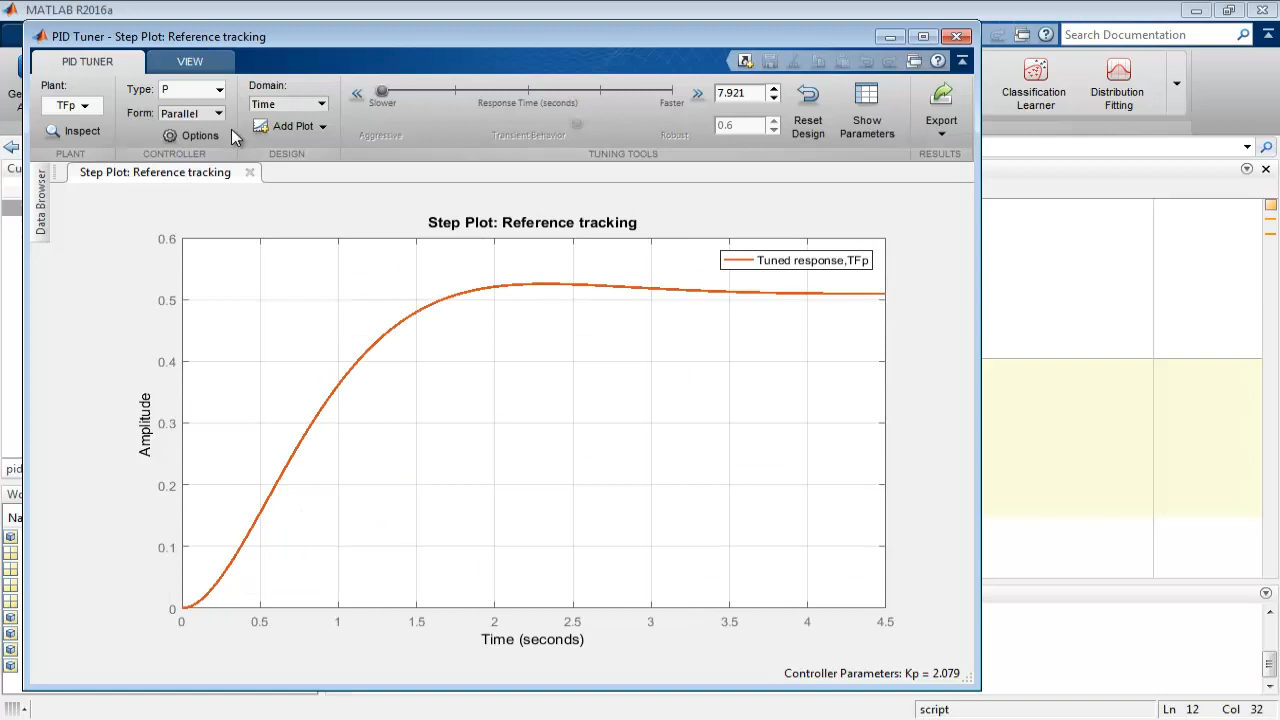 MATLAB R2016a
PID Tuner - Step Plot: Reference tracking
Search Documentation
PID TUNER
VIEW
Plant:
TFp
Inspect
PLANT
Type: P
Form: Parallel
Options
CONTROLLER
Domain:
Time
Add Plot
DESIGN
Slower
Response Time (seconds)
Faster
7.921
Aggressive
Transient Behavior
Robust
0.6
TUNING TOOLS
Reset
Design
Show
Parameters
Export
RESULTS
Classification
Learner
Distribution
Fitting
Ge
A
Cu
Data Browser
Step Plot: Reference tracking
Step Plot: Reference tracking
Tuned response,TFp
0.6
0.5
0.4
0.3
0.2
0.1
0
Amplitude
0 0.5 1 1.5 2 2.5 3 3.5 4 4.5
Time (seconds)
Controller Parameters: Kp = 2.079
pid
Wo
Na
script
Ln 12 Col 32